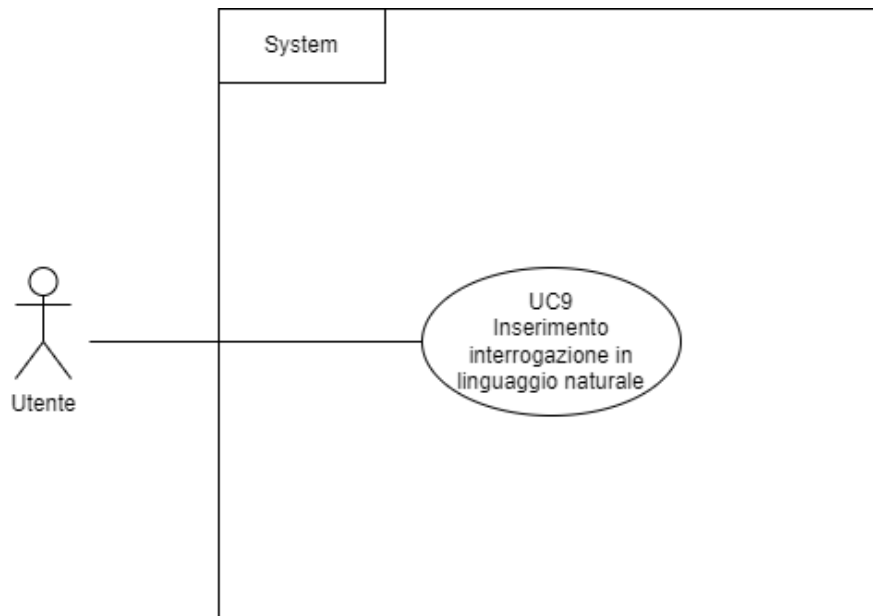 System
UC9
Inserimento
interrogazione in
linguaggio naturale
Utente